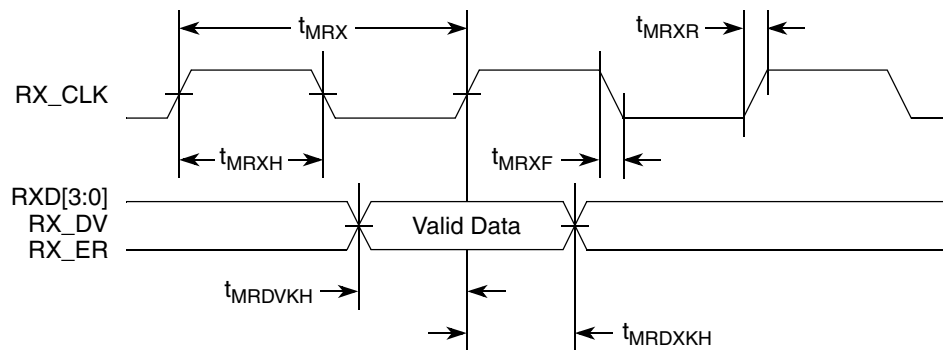 tMRX
tMRXR
RX_CLK
tMRXH
tMRXF
RXD[3:0]
RX_DV
Valid Data
RX_ER
tMRDVKH
tMRDXKH